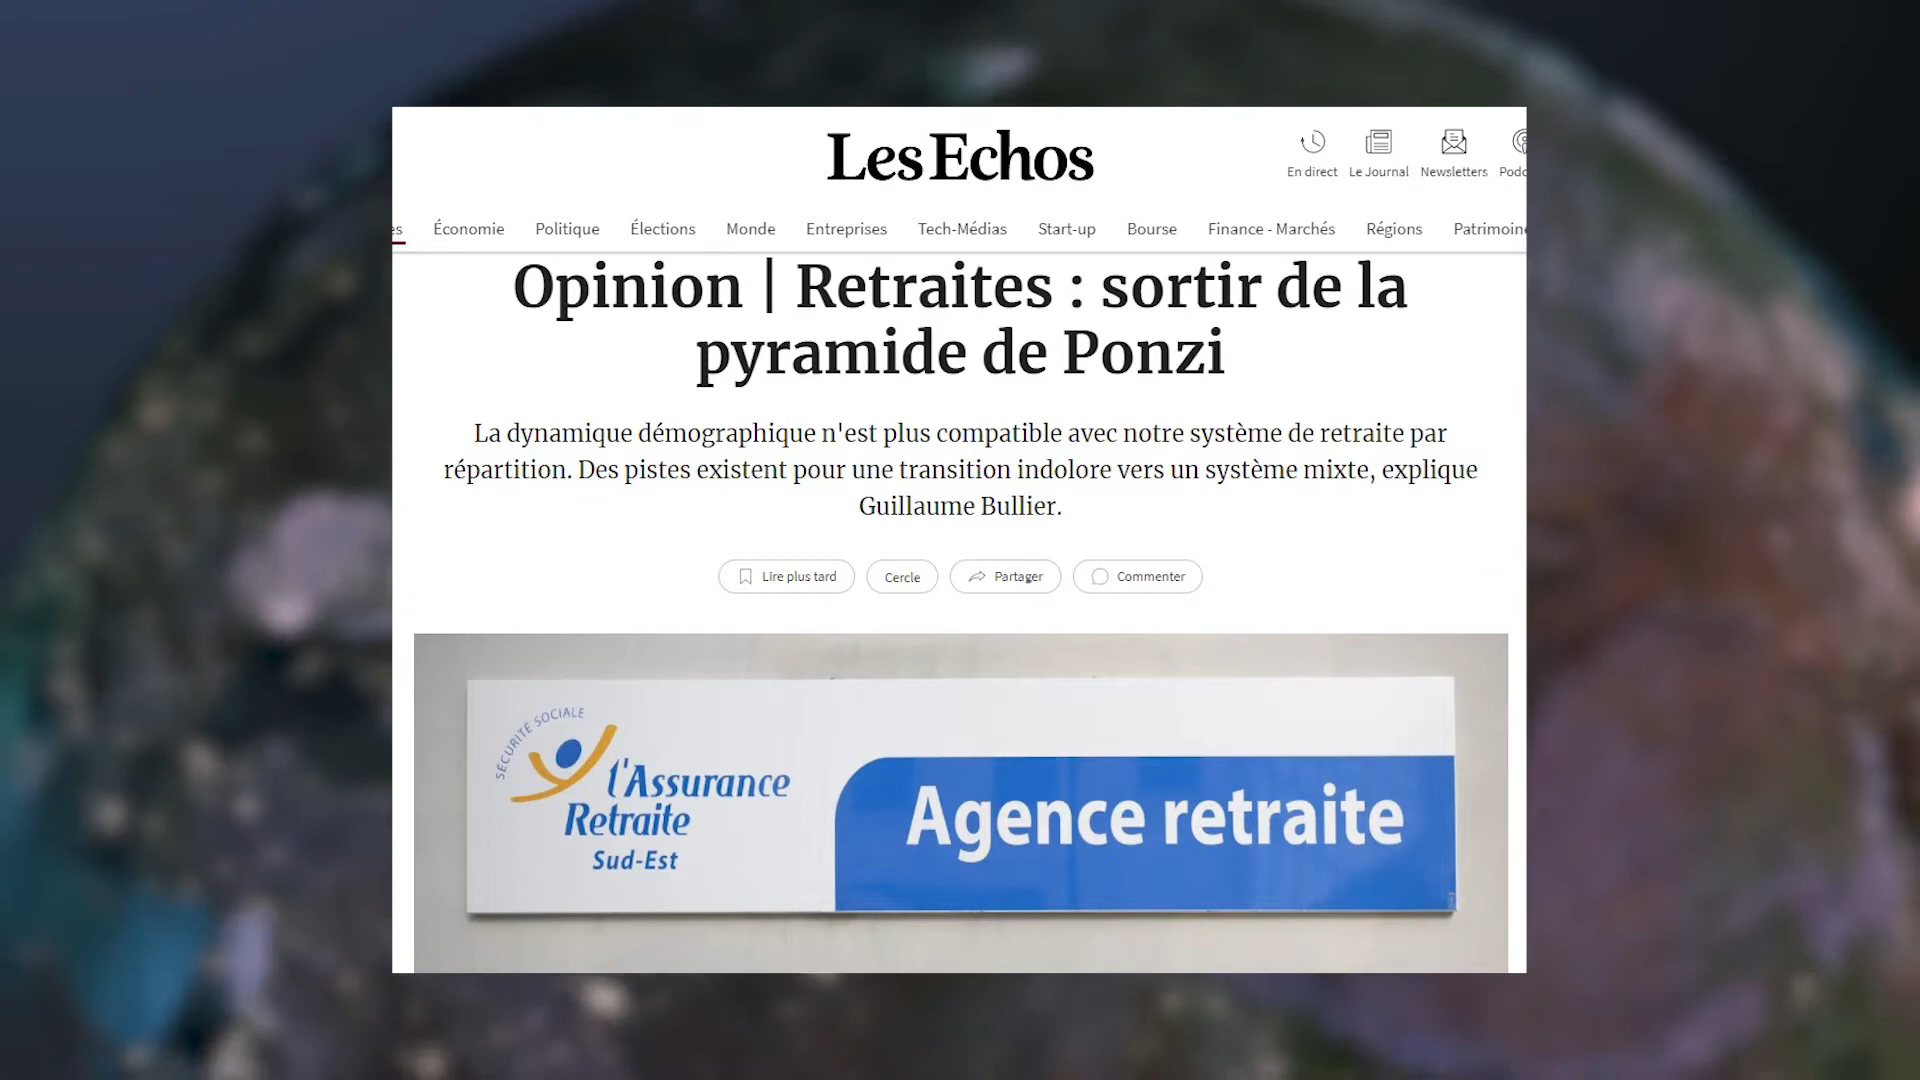 Les Echos
En direct
Le Journal
Newsletters
es
Économie
Politique
Élections
Monde
Entreprises
Tech-Médias
Start-up
Bourse
Finance - Marchés
Régions
Patrimoine
Opinion | Retraites : sortir de la
pyramide de Ponzi
La dynamique démographique n'est plus compatible avec notre système de retraite par
répartition. Des pistes existent pour une transition indolore vers un système mixte, explique
Guillaume Bullier.
Lire plus tard
Cercle
Partager
Commenter
SÉCURITÉ SOCIALE
l'Assurance
Retraite
Sud-Est
Agence retraite